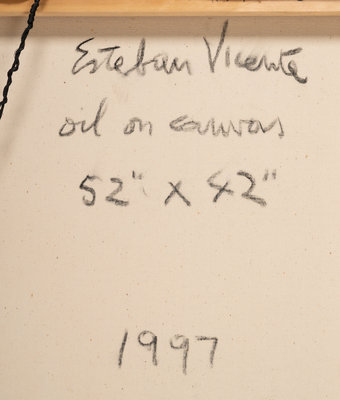 Esteban Vicente
oil on canvas
52" x 42"
1997